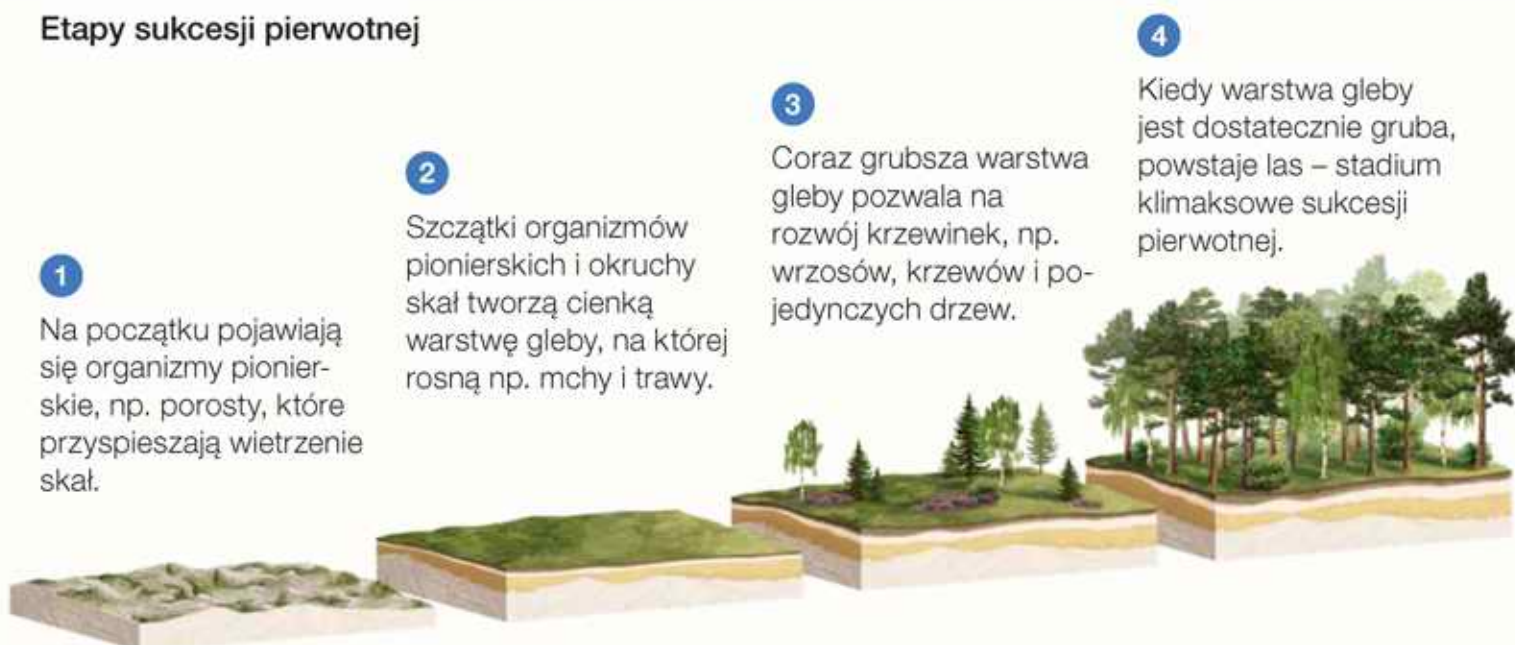 Etapy sukcesji pierwotnej
1
Na początku pojawiają
się organizmy pionier-
skie, np. porosty, które
przyspieszają wietrzenie
skał.
2
Szczątki organizmów
pionierskich i okruchy
skał tworzą cienką
warstwę gleby, na której
rosną np. mchy i trawy.
3
Coraz grubsza warstwa
gleby pozwala na
rozwój krzewinek, np.
wrzosów, krzewów i po-
jedynczych drzew.
4
Kiedy warstwa gleby
jest dostatecznie gruba,
powstaje las – stadium
klimaksowe sukcesji
pierwotnej.